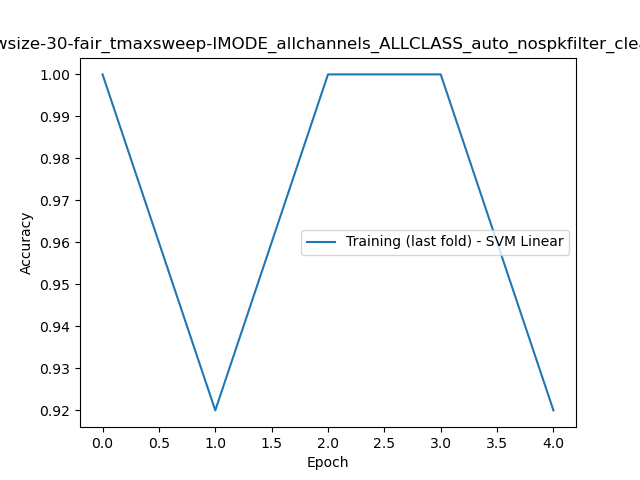 wsize-30-fair_tmaxsweep-IMODE_allchannels_ALLCLASS_auto_nospkfilter_clea
1.00
0.99
0.98
0.97
0.96
0.95
0.94
0.93
0.92
Accuracy
Training (last fold) - SVM Linear
0.0 0.5 1.0 1.5 2.0 2.5 3.0 3.5 4.0
Epoch